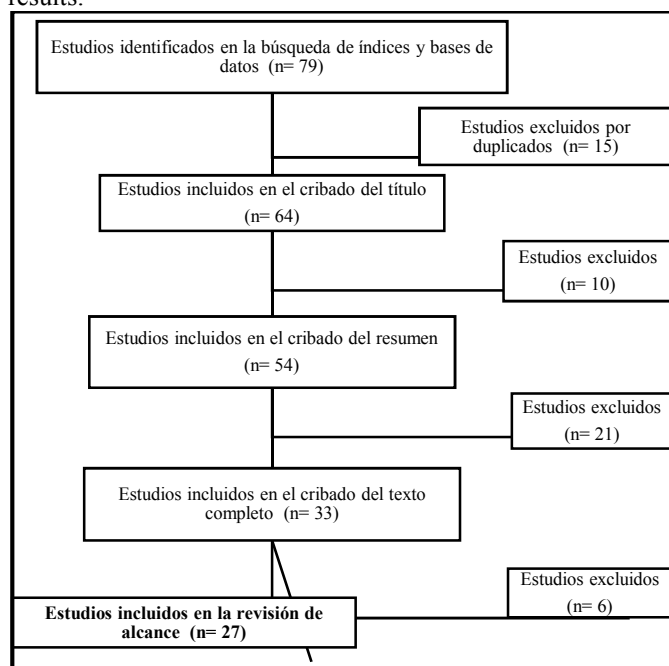 results.
Estudios identificados en la búsqueda de índices y bases de
datos (n= 79)
Estudios excluidos por
duplicados (n= 15)
Estudios incluidos en el cribado del título
(n= 64)
Estudios excluidos
(n= 10)
Estudios incluidos en el cribado del resumen
(n= 54)
Estudios excluidos
(n= 21)
Estudios incluidos en el cribado del texto
completo (n= 33)
Estudios excluidos
(n= 6)
Estudios incluidos en la revisión de
alcance (n= 27)